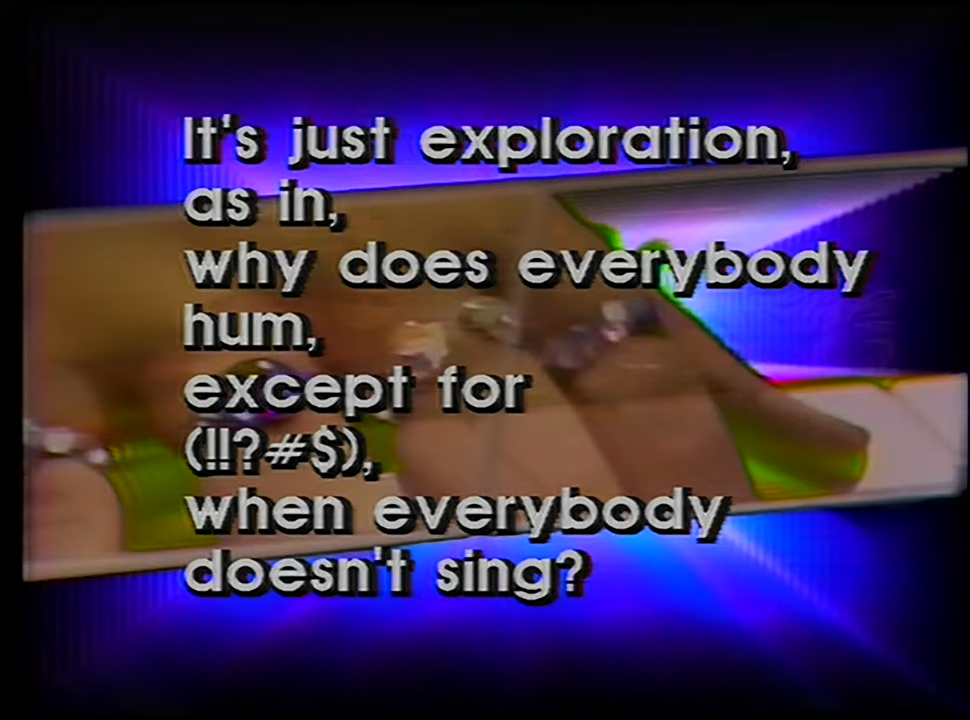 It's just exploration,
as in,
why does everybody
hum,
except for
(!!?#$),
when everybody
doesn't sing?